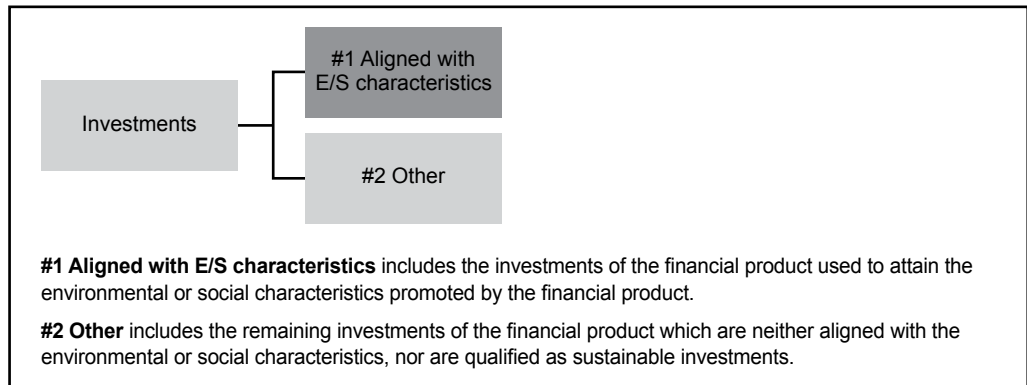 #1 Aligned with
E/S characteristics
Investments
#2 Other
#1 Aligned with E/S characteristics includes the investments of the financial product used to attain the
environmental or social characteristics promoted by the financial product.
#2 Other includes the remaining investments of the financial product which are neither aligned with the
environmental or social characteristics, nor are qualified as sustainable investments.